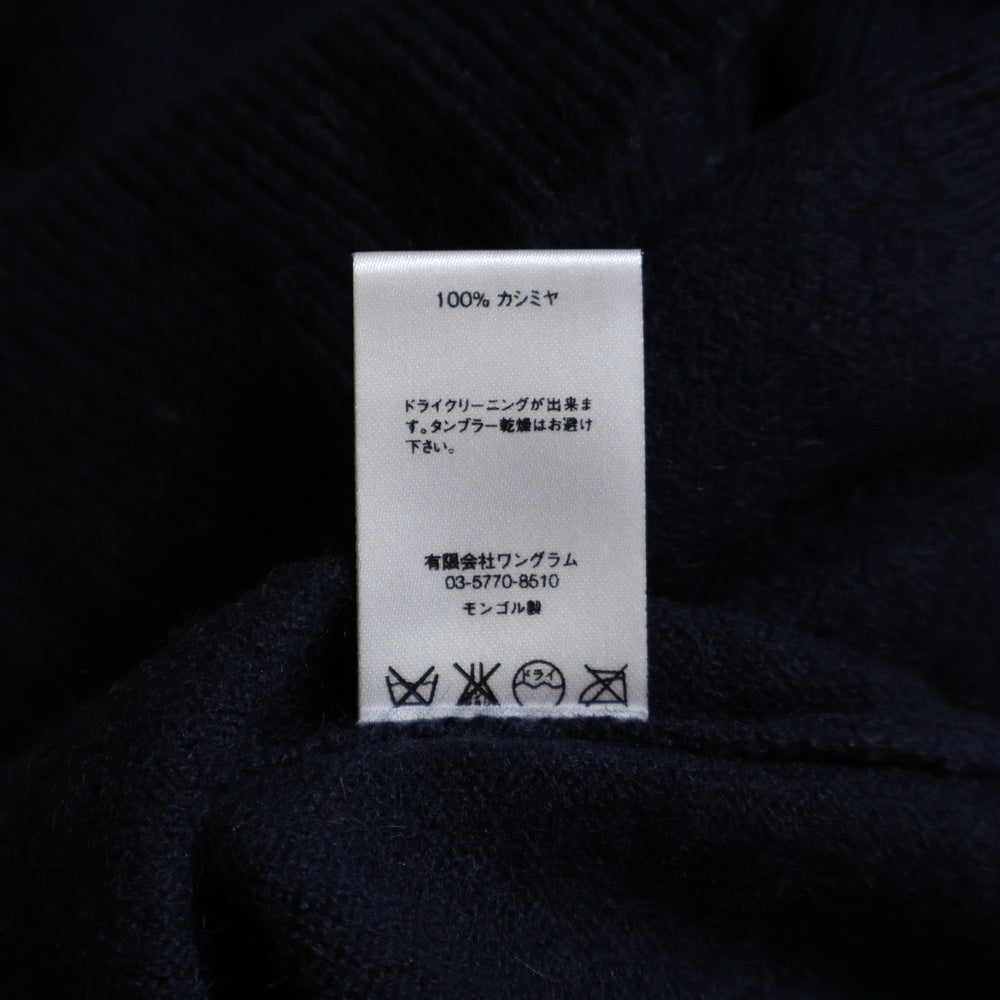 100% カシミヤ
ドライクリーニングが出来ま
す。タンブラー乾燥はお避け
下さい。
有限会社ワングラム
03-5770-8510
モンゴル製
ドライ